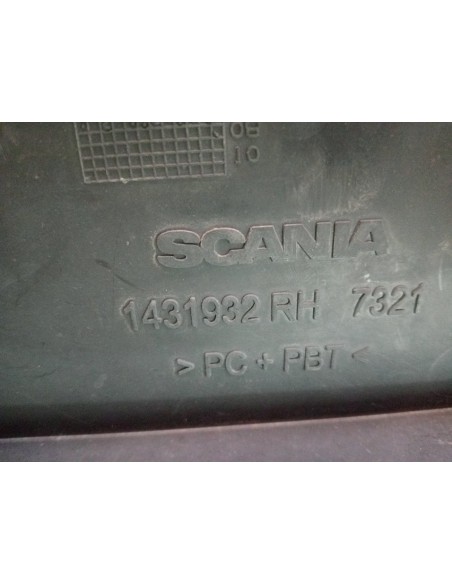 08
10
SCANIA
1431932 RH 7321
> PC + PBT <